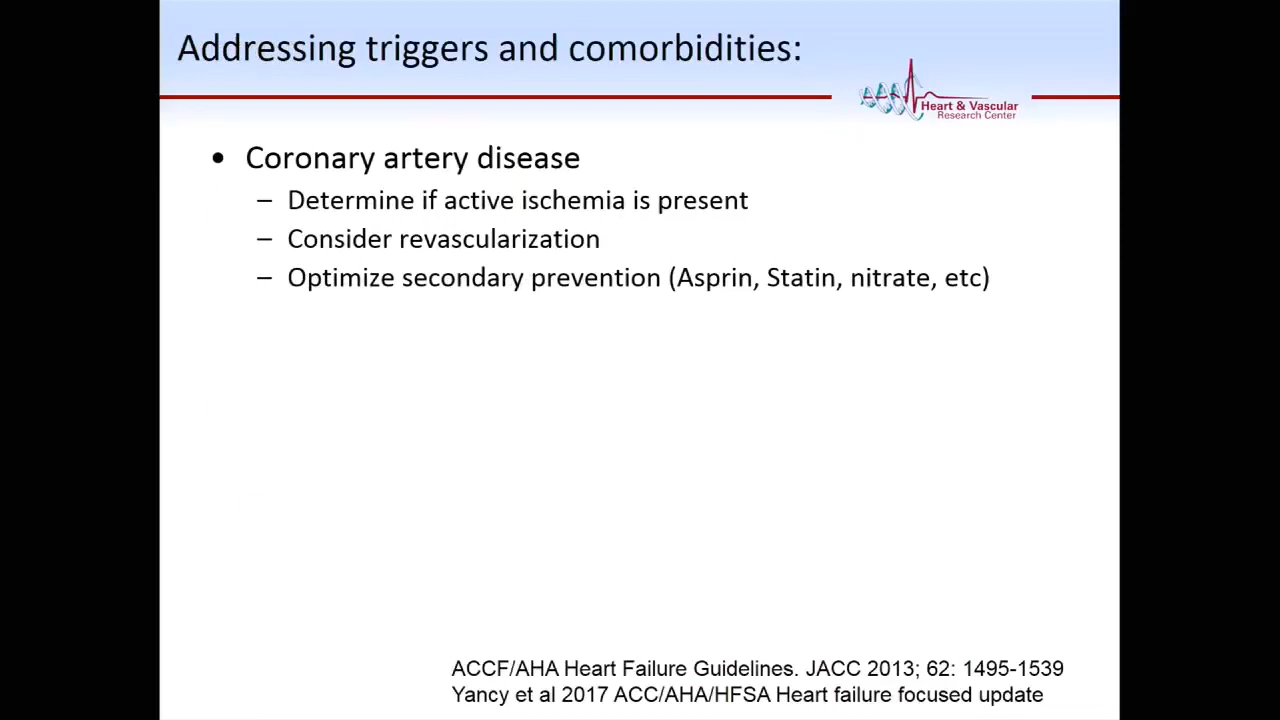 Addressing triggers and comorbidities:
Heart & Vascular
Research Center
• Coronary artery disease
– Determine if active ischemia is present
– Consider revascularization
– Optimize secondary prevention (Asprin, Statin, nitrate, etc)
ACCF/AHA Heart Failure Guidelines. JACC 2013; 62: 1495-1539
Yancy et al 2017 ACC/AHA/HFSA Heart failure focused update